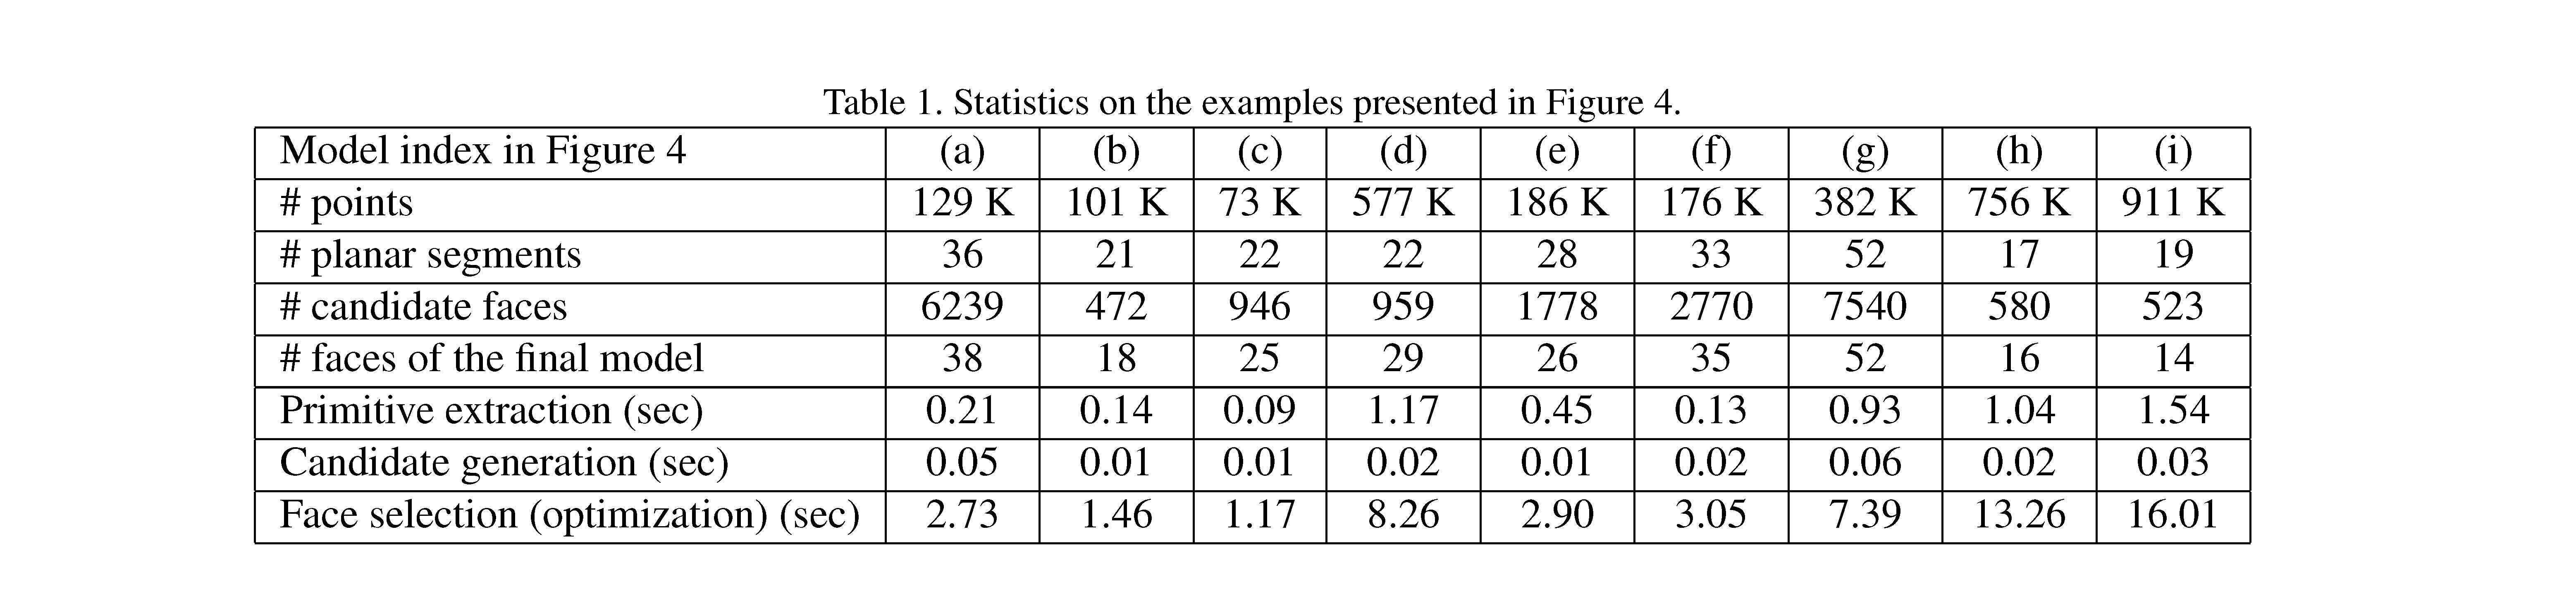 Table 1. Statistics on the examples presented in Figure 4.
Model index in Figure 4 (a) (b) (c) (d) (e) (f) (g) (h) (i)
# points 129 K 101 K 73 K 577 K 186 K 176 K 382 K 756 K 911 K
# planar segments 36 21 22 22 28 33 52 17 19
# candidate faces 6239 472 946 959 1778 2770 7540 580 523
# faces of the final model 38 18 25 29 26 35 52 16 14
Primitive extraction (sec) 0.21 0.14 0.09 1.17 0.45 0.13 0.93 1.04 1.54
Candidate generation (sec) 0.05 0.01 0.01 0.02 0.01 0.02 0.06 0.02 0.03
Face selection (optimization) (sec) 2.73 1.46 1.17 8.26 2.90 3.05 7.39 13.26 16.01